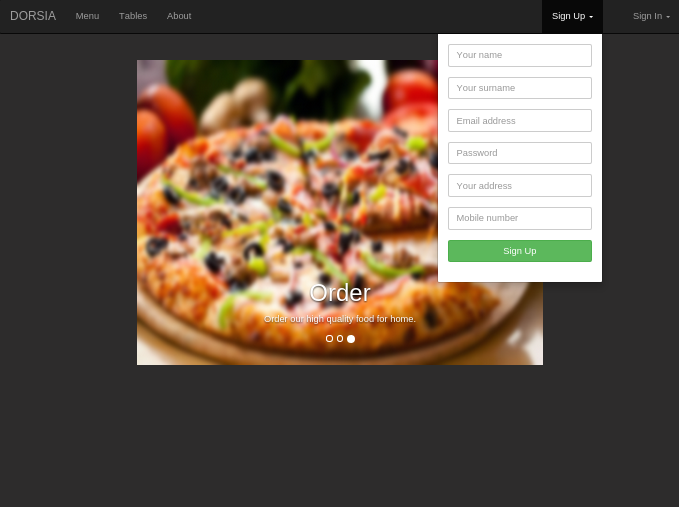 DORSIA Menu Tables About Sign Up Sign In
Your name
Your surname
Email address
Password
Your address
Mobile number
Sign Up
Order
Order our high quality food for home.